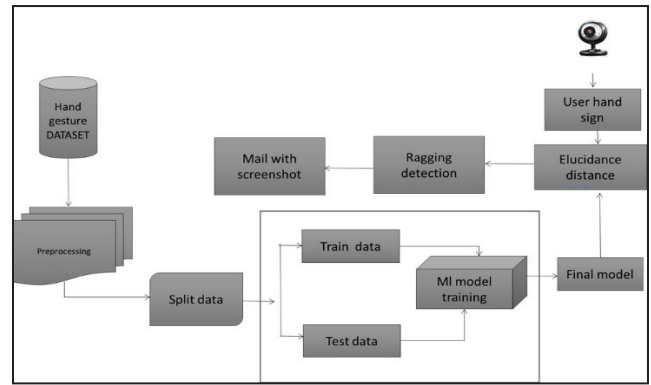 Hand
gesture
DATASET
User hand
sign
Mail with
screenshot
Ragging
detection
Elucidance
distance
Preprocessing
Train data
Split data
Ml model
training
Final model
Test data